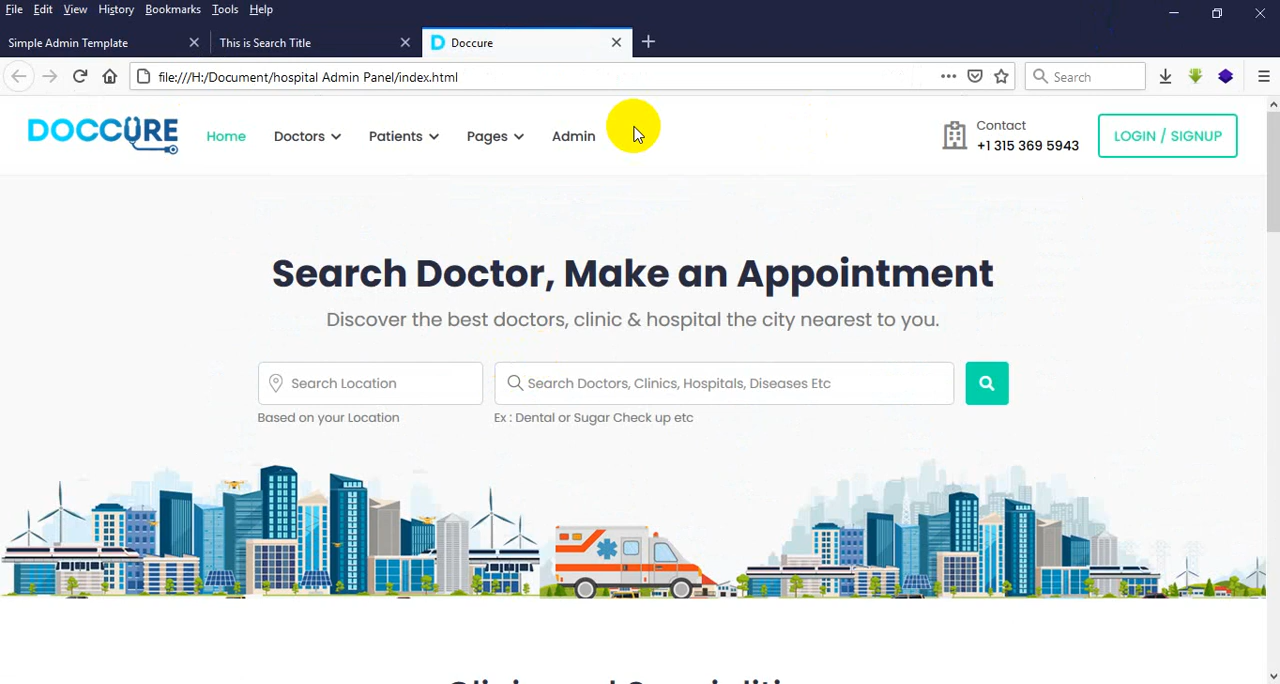 File Edit View History Bookmarks Tools Help
Simple Admin Template This is Search Title Doccure
file:///H:/Document/hospital Admin Panel/index.html Search
DOCCURE Home Doctors Patients Pages Admin Contact +1 315 369 5943 LOGIN / SIGNUP
Search Doctor, Make an Appointment
Discover the best doctors, clinic & hospital the city nearest to you.
Search Location Search Doctors, Clinics, Hospitals, Diseases Etc
Based on your Location Ex : Dental or Sugar Check up etc